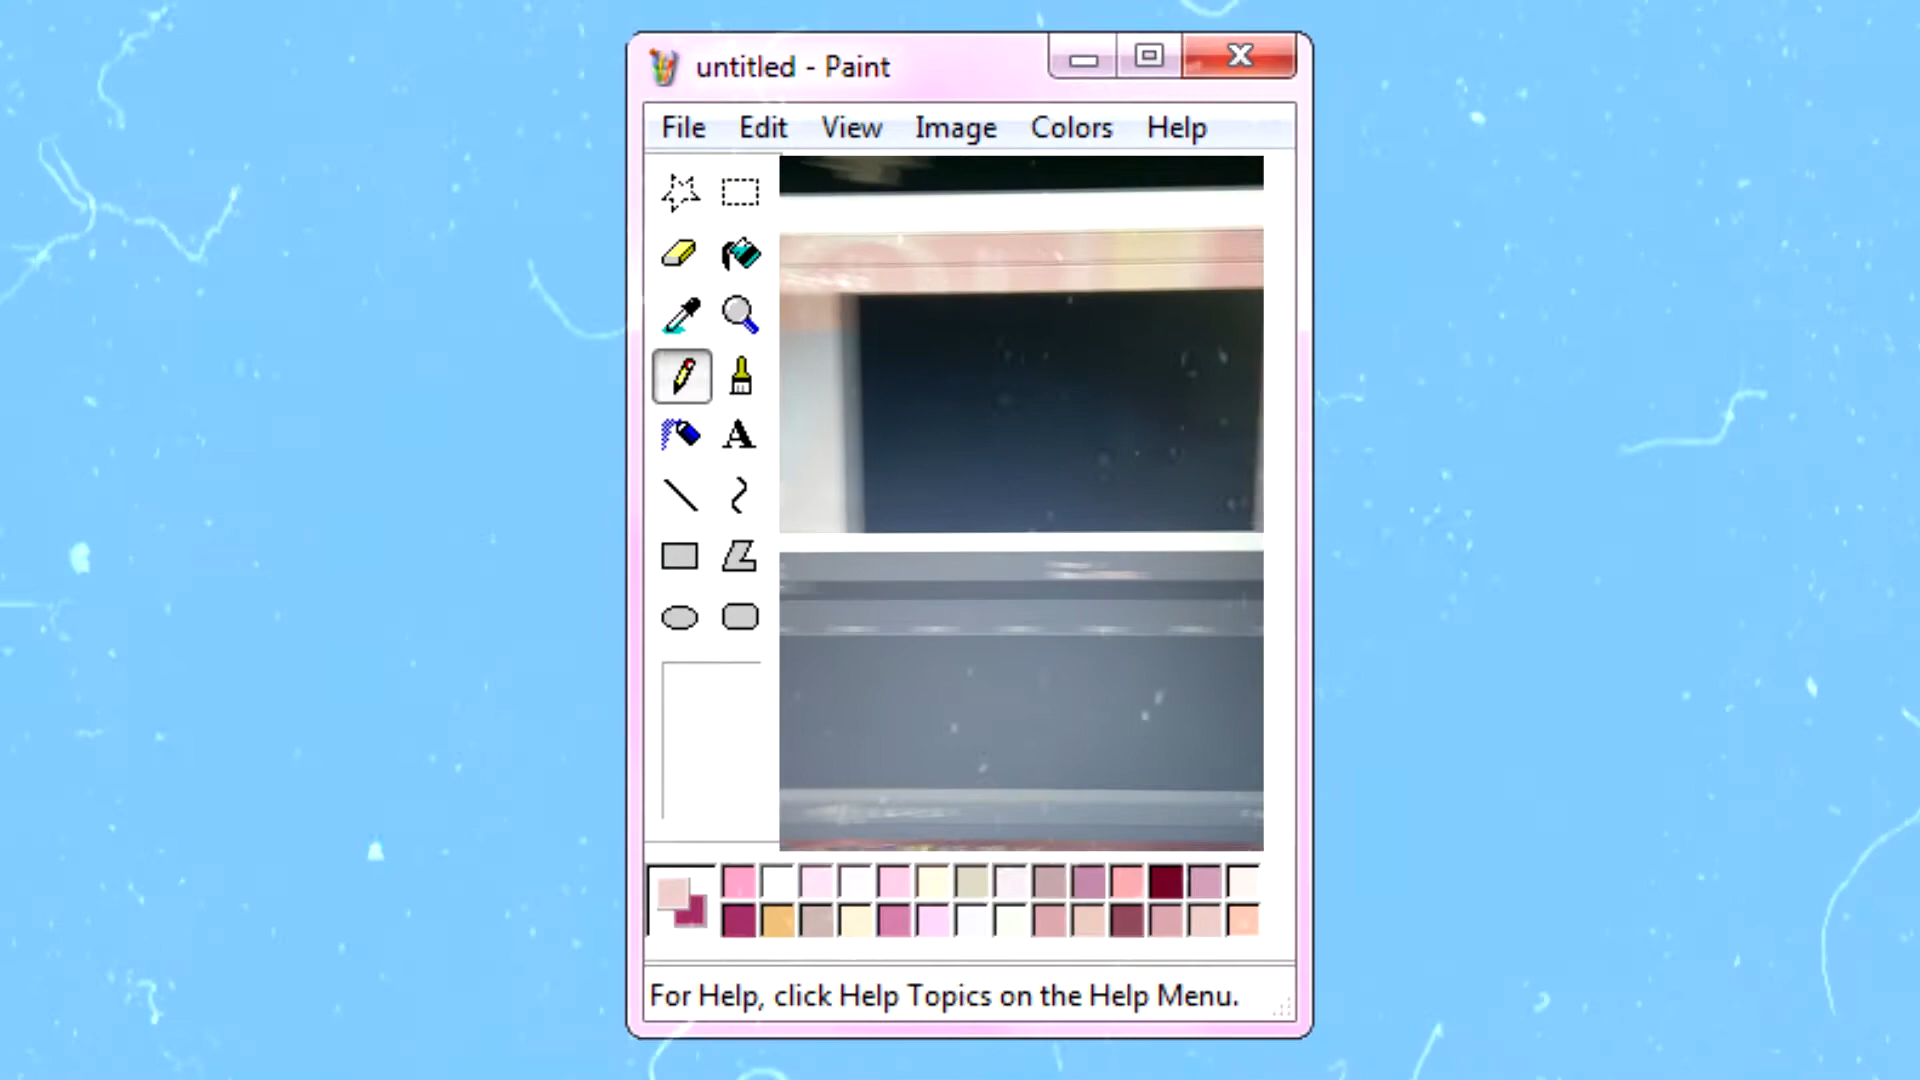 untitled - Paint
File Edit View Image Colors Help
A
For Help, click Help Topics on the Help Menu.